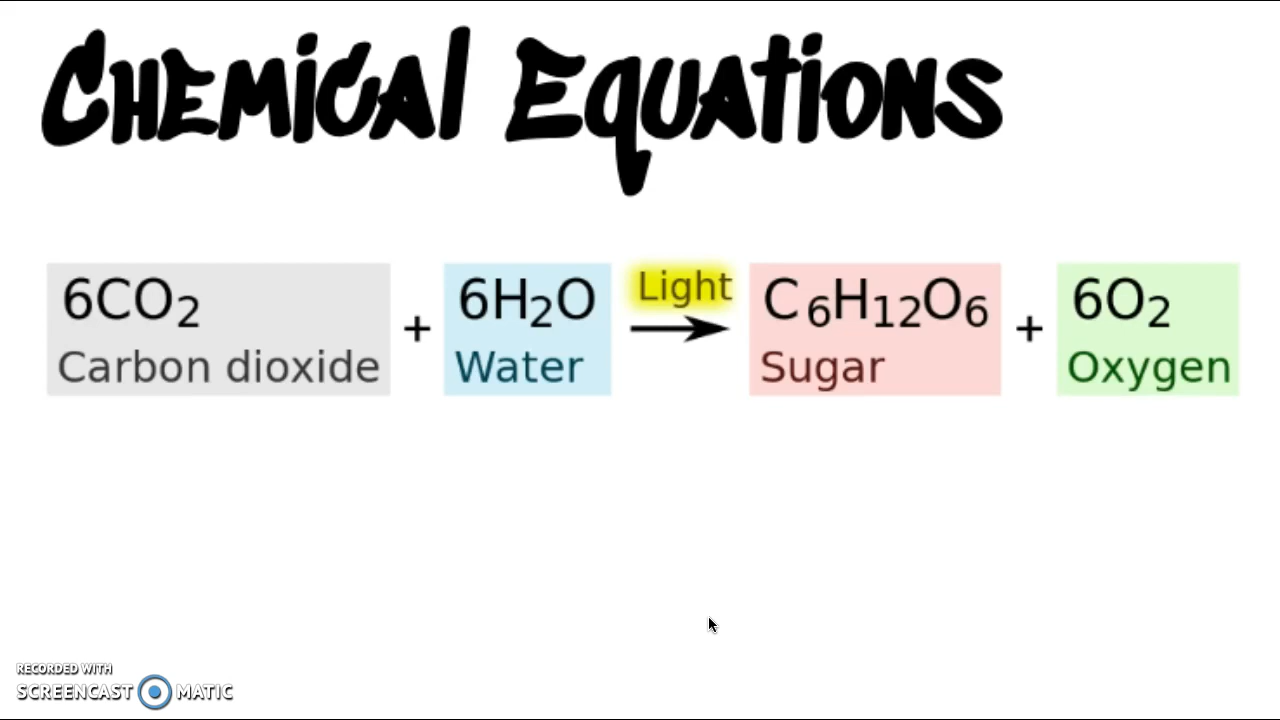 Chemical Equations
6CO₂ + 6H₂O Light → C₆H₁₂O₆ + 6O₂
Carbon dioxide Water Sugar Oxygen
RECORDED WITH
SCREENCAST MATIC